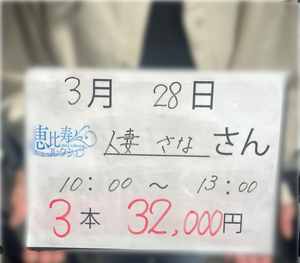 3月 28日
恵比寿 人妻 さな さん
10:00 ～ 13:00
3本 32,000円